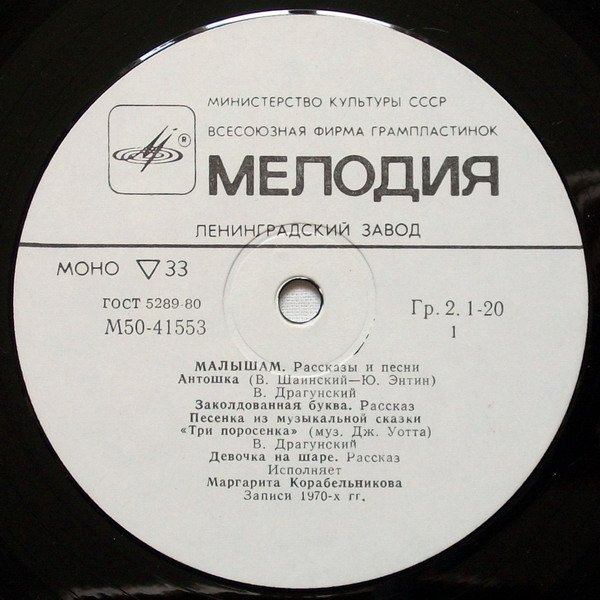 МИНИСТЕРСТВО КУЛЬТУРЫ СССР
ВСЕСОЮЗНАЯ ФИРМА ГРАМПЛАСТИНОК
®
МЕЛОДИЯ
ЛЕНИНГРАДСКИЙ ЗАВОД
МОНО ▽33
ГОСТ 5289-80
М50-41553
Гр. 2. 1-20
1
МАЛЫШАМ. Рассказы и песни
Антошка (В. Шаинский—Ю. Энтин)
В. Драгунский
Заколдованная буква. Рассказ
Песенка из музыкальной сказки
«Три поросенка» (муз. Дж. Уотта)
В. Драгунский
Девочка на шаре. Рассказ
Исполняет
Маргарита Корабельникова
Записи 1970-х гг.